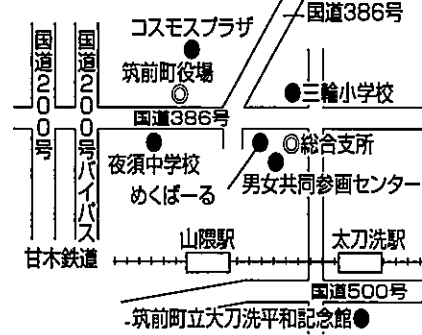 国道386号
コスモスプラザ
国道200号
国道200号バイパス
筑前町役場
三輪小学校
国道386号
夜須中学校
総合支所
めくばーる
男女共同参画センター
山隈駅
太刀洗駅
甘木鉄道
国道500号
筑前町立大刀洗平和記念館